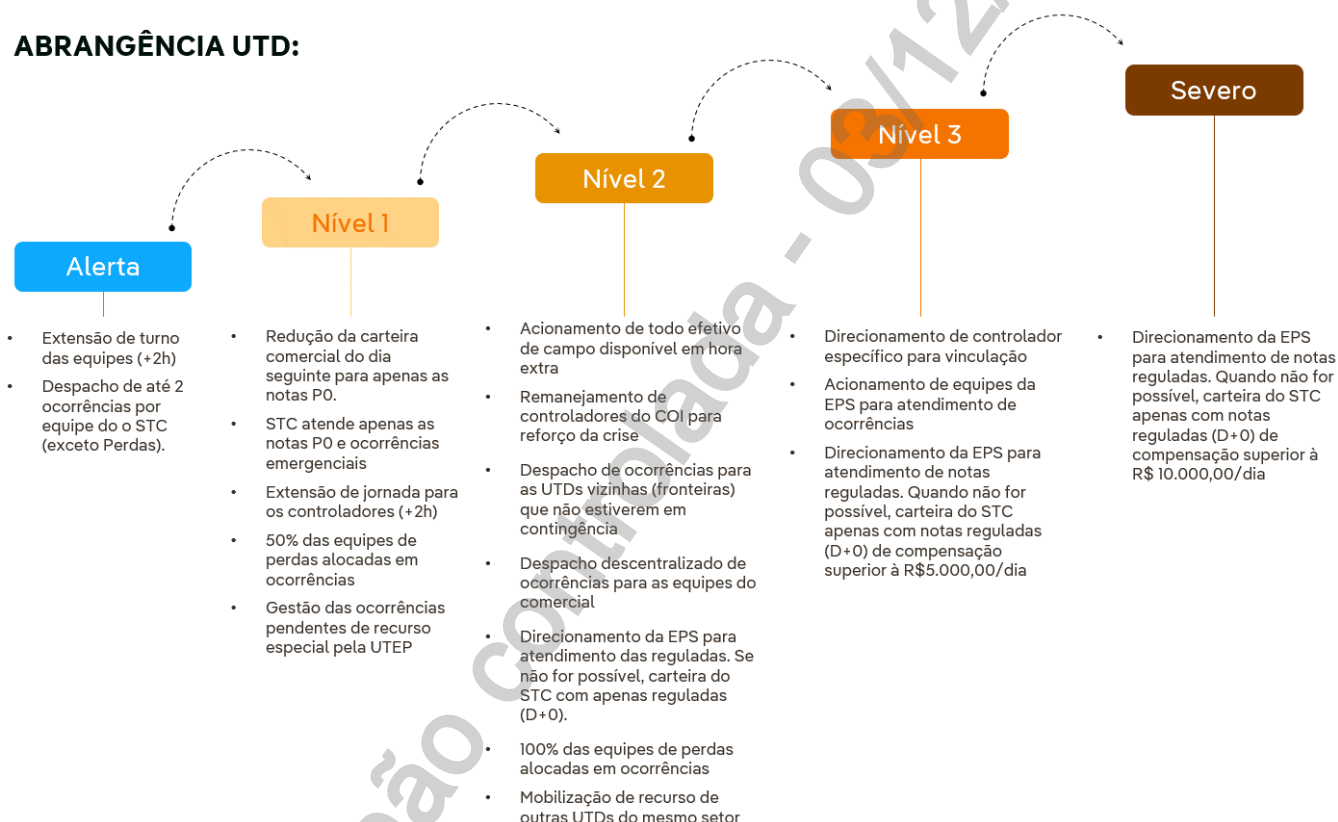 ABRANGÊNCIA UTD:
Alerta
• Extensão de turno
das equipes (+2h)
• Despacho de até 2
ocorrências por
equipe do o STC
(exceto Perdas).
Nível 1
• Redução da carteira
comercial do dia
seguinte para apenas as
notas P0.
• STC atende apenas as
notas P0 e ocorrências
emergenciais
• Extensão de jornada para
os controladores (+2h)
• 50% das equipes de
perdas alocadas em
ocorrências
• Gestão das ocorrências
pendentes de recurso
especial pela UTEP
Nível 2
• Acionamento de todo efetivo
de campo disponível em hora
extra
• Remanejamento de
controladores do COI para
reforço da crise
• Despacho de ocorrências para
as UTDs vizinhas (fronteiras)
que não estiverem em
contingência
• Despacho descentralizado de
ocorrências para as equipes do
comercial
• Direcionamento da EPS para
atendimento das reguladas. Se
não for possível, carteira do
STC com apenas reguladas
(D+0).
• 100% das equipes de perdas
alocadas em ocorrências
• Mobilização de recurso de
outras UTDs do mesmo setor
Nível 3
• Direcionamento de controlador
específico para vinculação
• Acionamento de equipes da
EPS para atendimento de
ocorrências
• Direcionamento da EPS para
atendimento de notas
reguladas. Quando não for
possível, carteira do STC
apenas com notas reguladas
(D+0) de compensação
superior à R$5.000,00/dia
Severo
• Direcionamento da EPS
para atendimento de notas
reguladas. Quando não for
possível, carteira do STC
apenas com notas
reguladas (D+0) de
compensação superior à
R$ 10.000,00/dia
não controlada - 03/12/